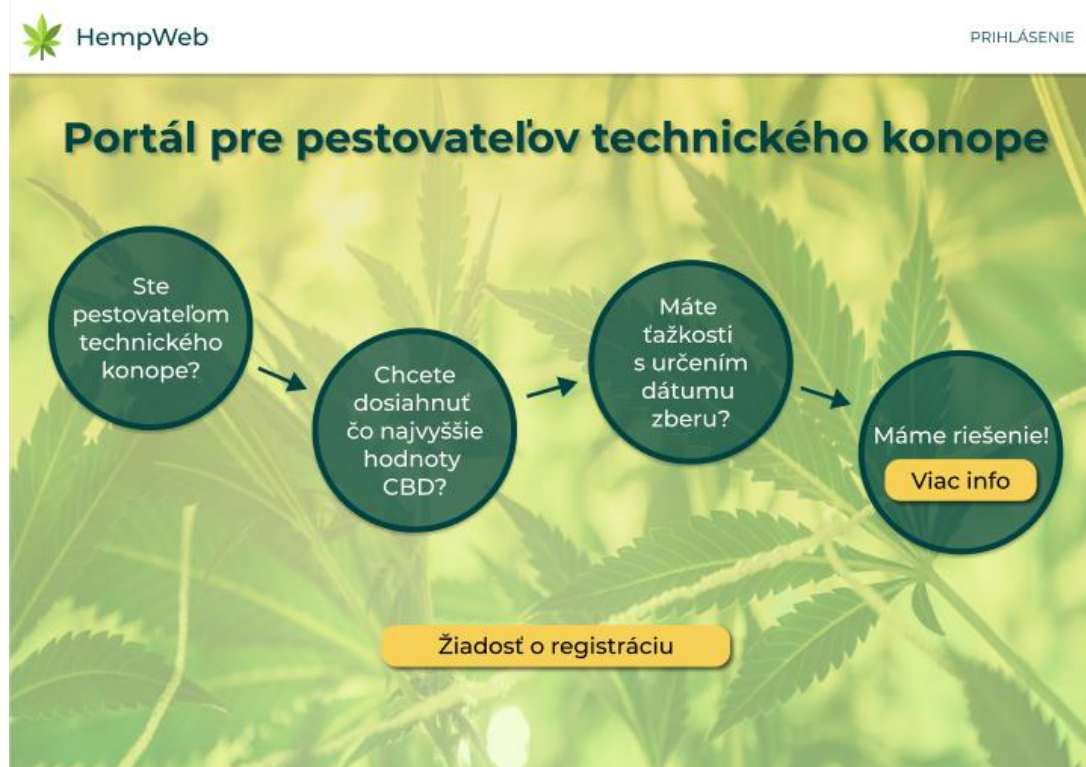 HempWeb
PRIHLÁSENIE
Portál pre pestovateľov technického konope
Ste
pestovateľom
technického
konope?
Chcete
dosiahnuť
čo najvyššie
hodnoty
CBD?
Máte
ťažkosti
s určením
dátumu
zberu?
Máme riešenie!
Viac info
Žiadosť o registráciu